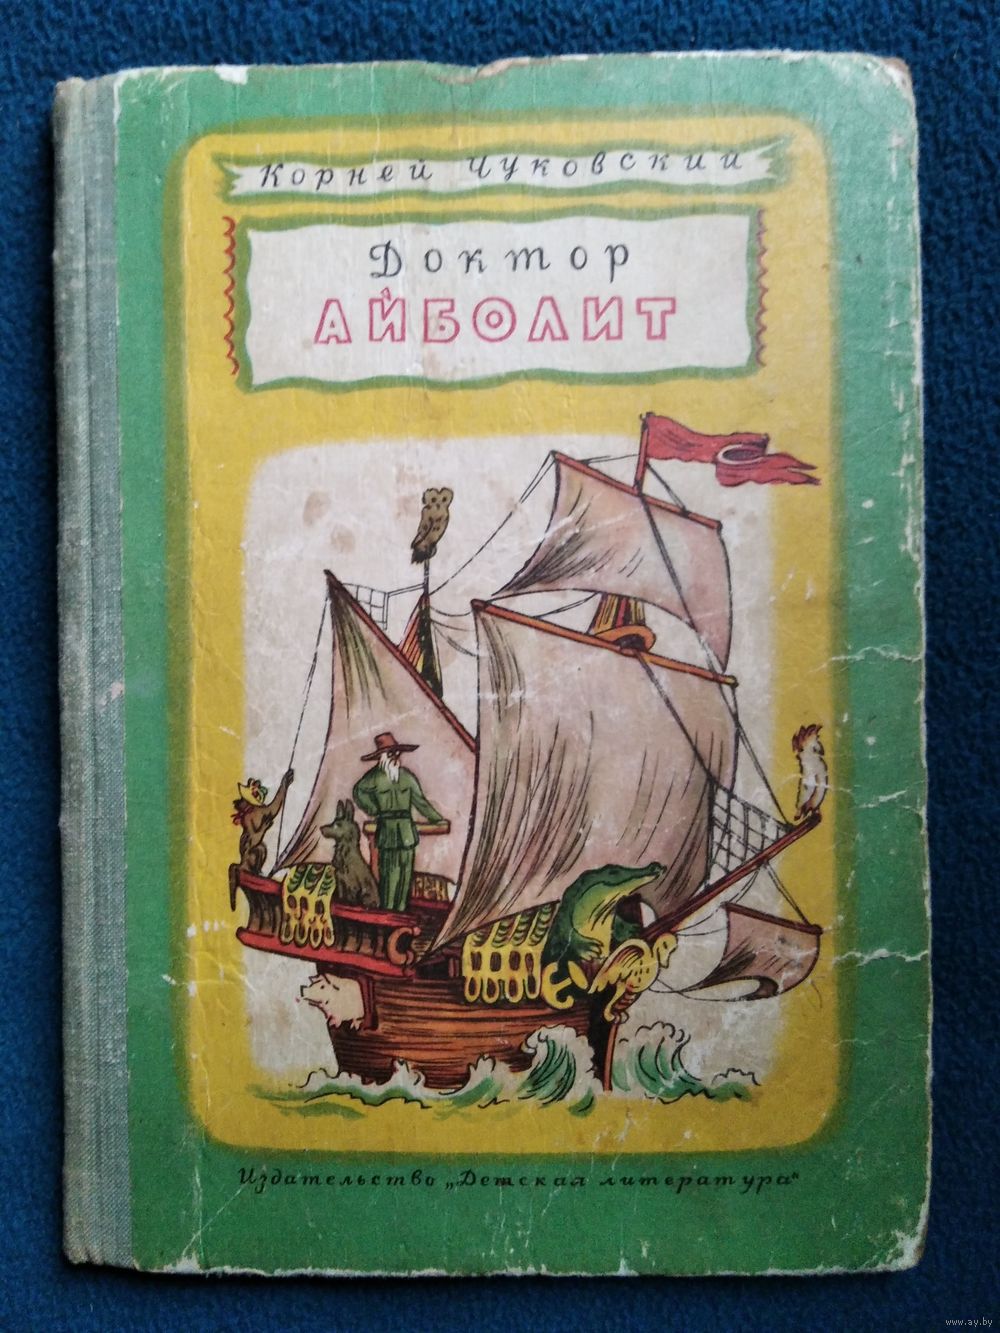 Корней Чуковский
Доктор
АЙБОЛИТ
Издательство „Детская литература"
www.ay.by